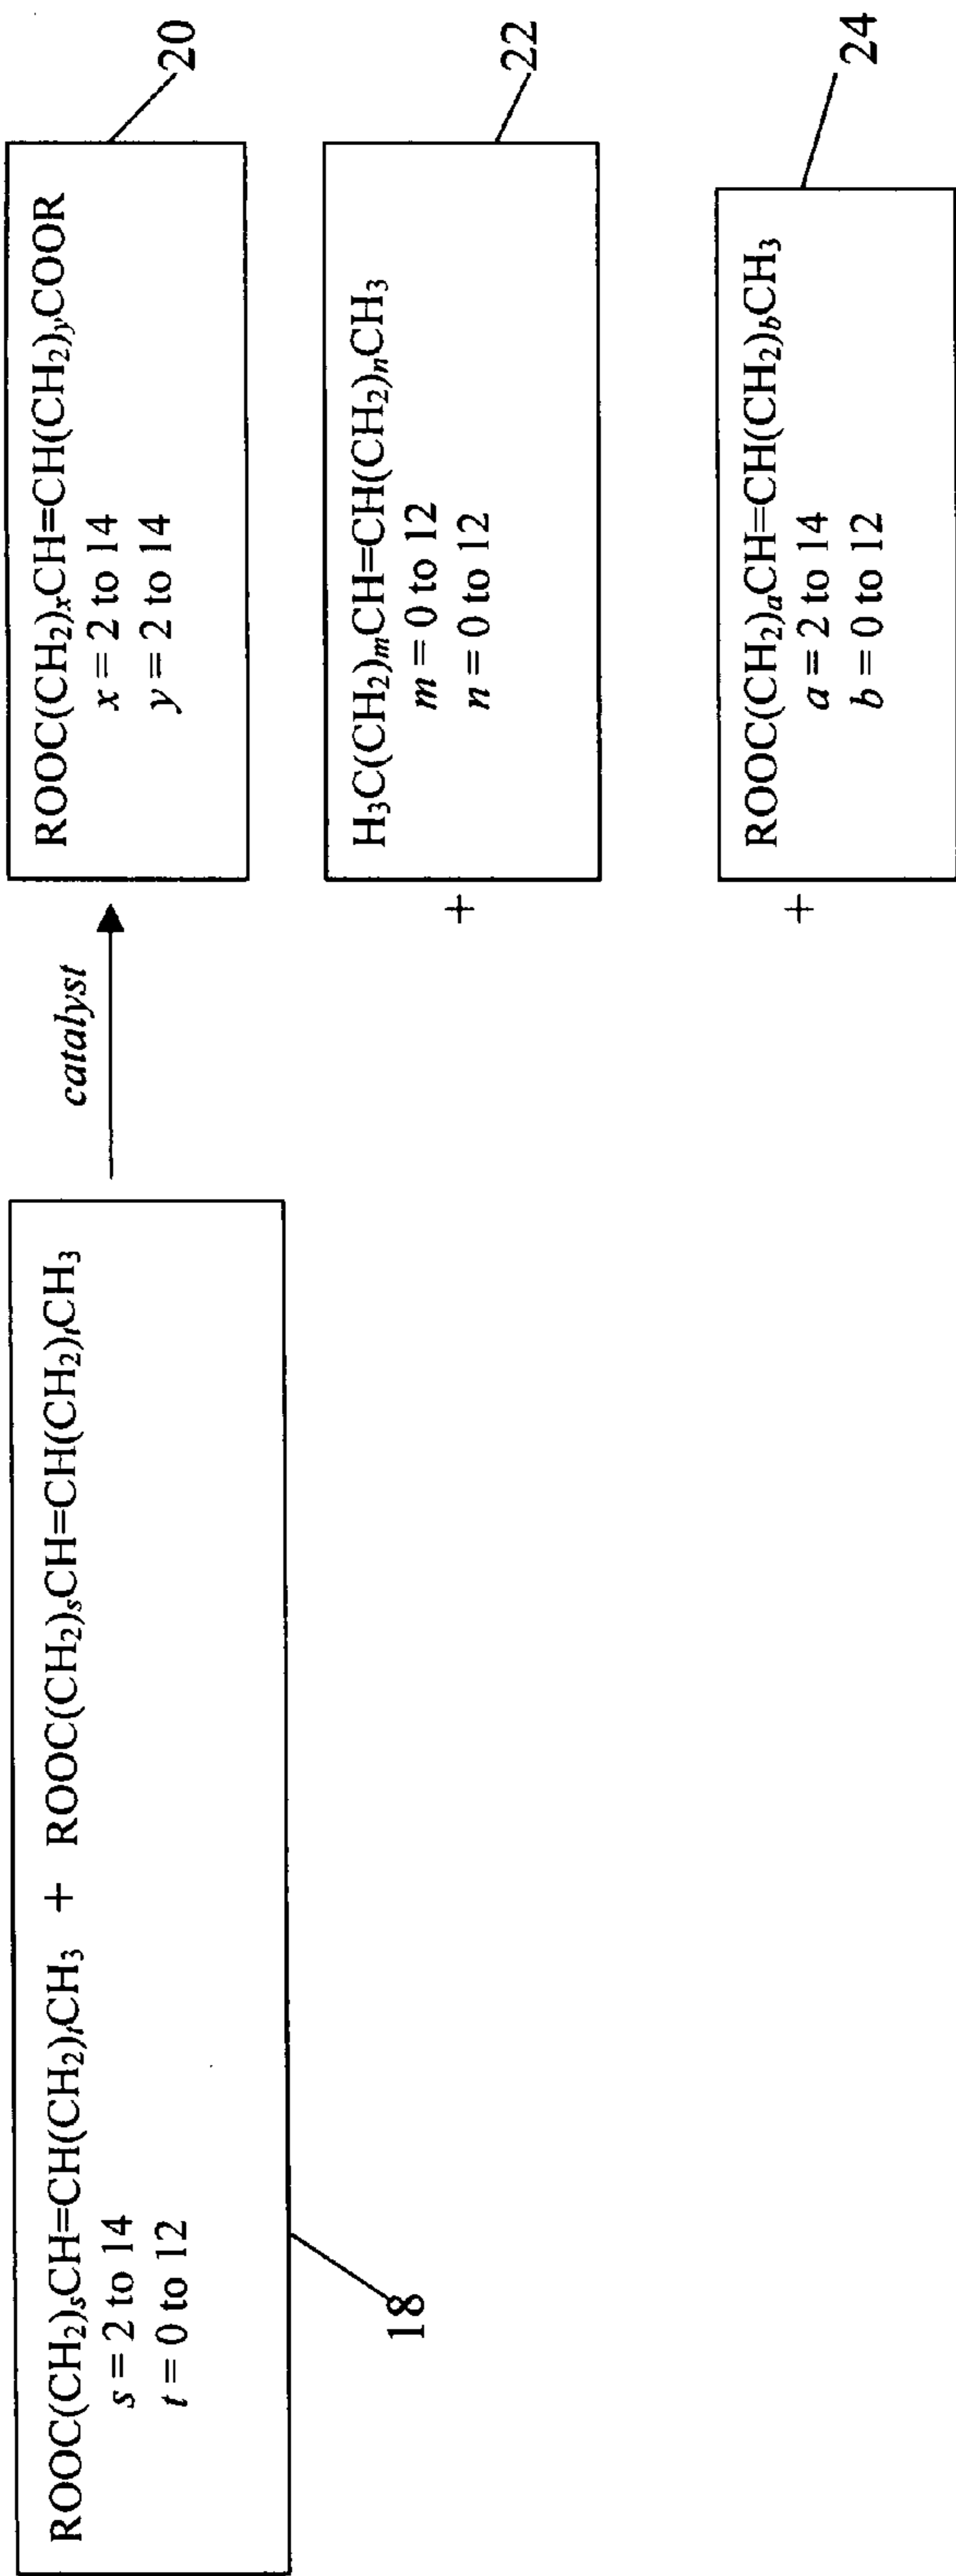 ROOC(CH₂)ₛCH=CH(CH₂)ₜCH₃ + ROOC(CH₂)ₛCH=CH(CH₂)ₜCH₃
s = 2 to 14
t = 0 to 12
18
catalyst
ROOC(CH₂)ₓCH=CH(CH₂)yCOOR
x = 2 to 14
y = 2 to 14
20
+
H₃C(CH₂)ₘCH=CH(CH₂)ₙCH₃
m = 0 to 12
n = 0 to 12
22
+
ROOC(CH₂)ₐCH=CH(CH₂)bCH₃
a = 2 to 14
b = 0 to 12
24